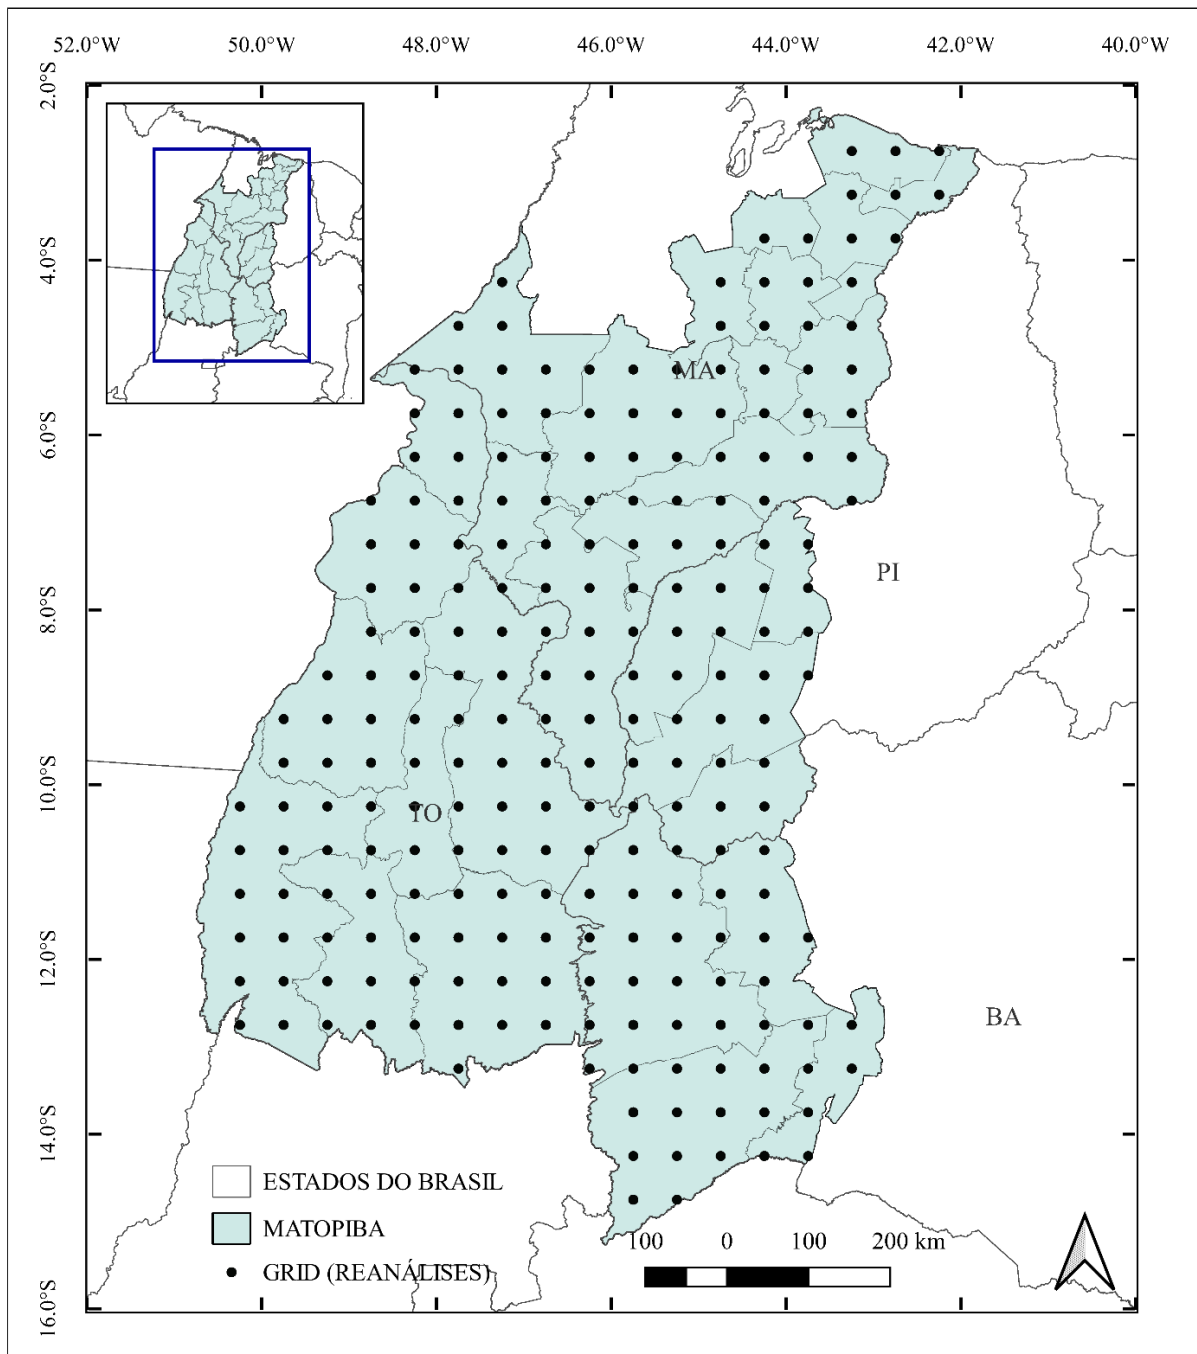 52.0°W 50.0°W 48.0°W 46.0°W 44.0°W 42.0°W 40.0°W
2.0°S
4.0°S
MA
6.0°S
PI
8.0°S
10.0°S
TO
12.0°S
BA
14.0°S
ESTADOS DO BRASIL
MATOPIBA
100 0 100 200 km
GRID (REANÁLISES)
16.0°S